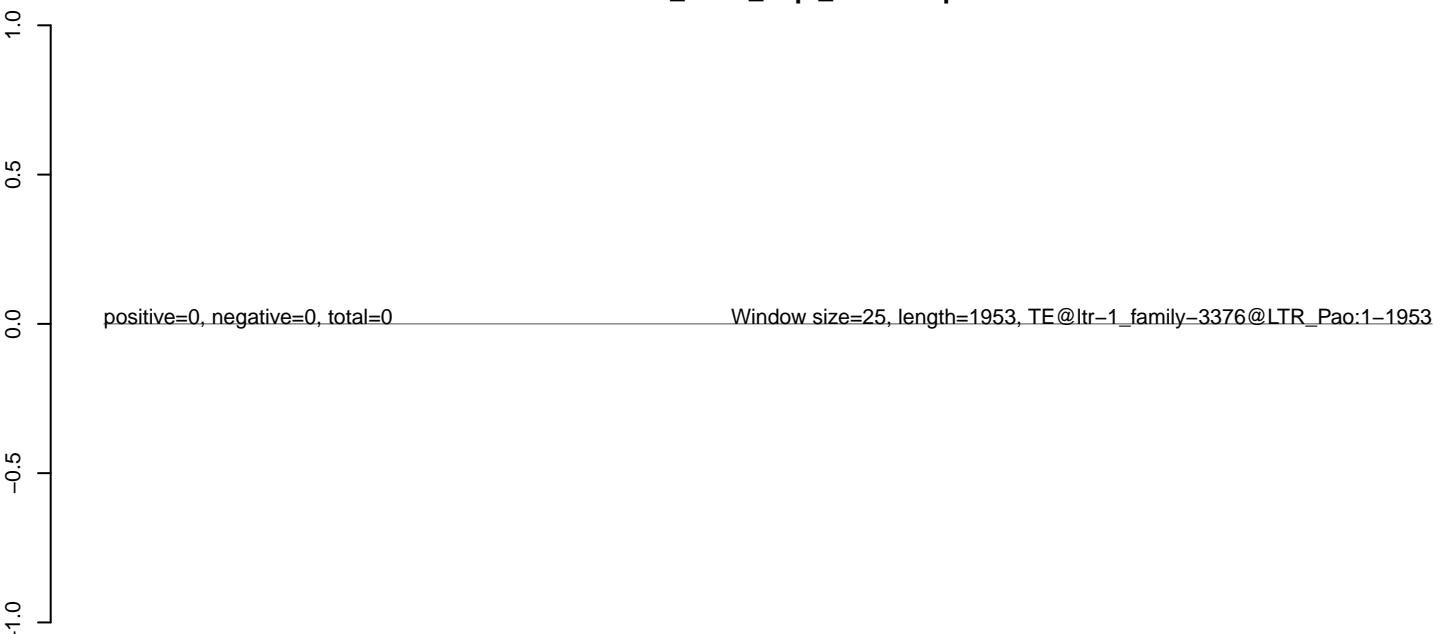 1.0
0.5
0.0
−0.5
−1.0
positive=0, negative=0, total=0
Window size=25, length=1953, TE@ltr−1_family−3376@LTR_Pao:1−1953